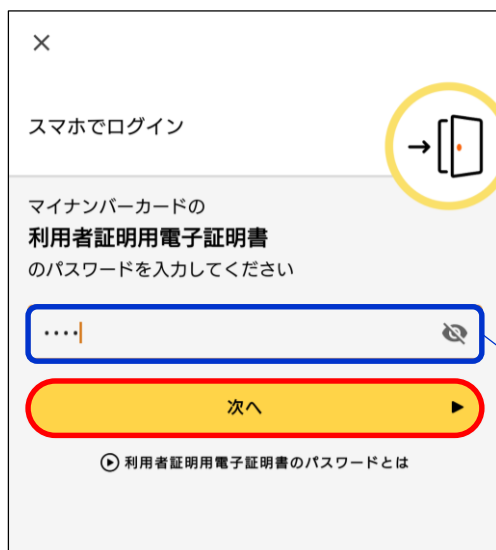 スマホでログイン
マイナンバーカードの
利用者証明用電子証明書
のパスワードを入力してください
････
次へ
利用者証明用電子証明書のパスワードとは